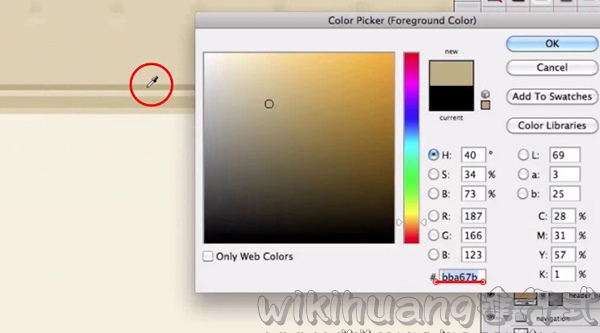 Color Picker (Foreground Color)
new
OK
Cancel
Add To Swatches
current
Color Libraries
H: 40 °
L: 69
S: 34 %
a: 3
B: 73 %
b: 25
R: 187
C: 28 %
G: 166
M: 31 %
B: 123
Y: 57 %
Only Web Colors
# bba67b
K: 1 %
wikihuang
navigation